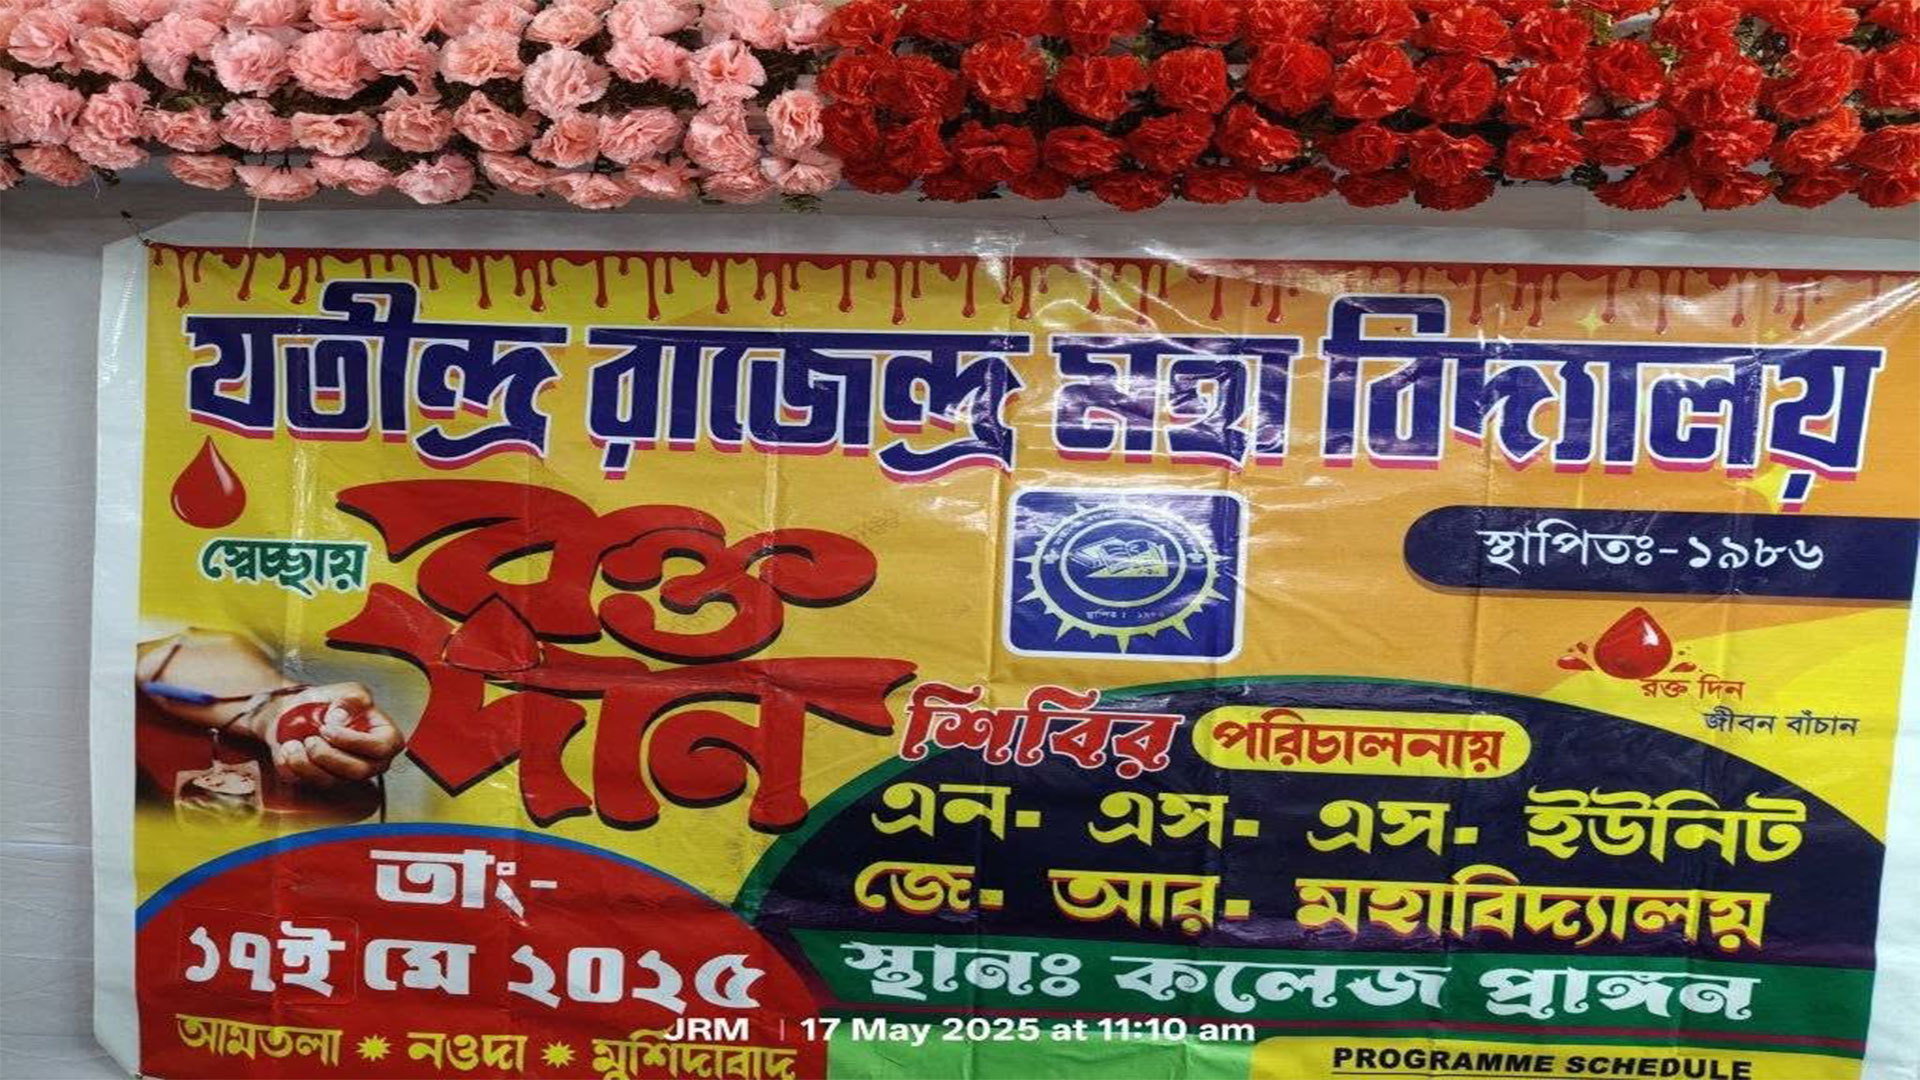 যতীন্দ্র রাজেন্দ্র মহা বিদ্যালয়
স্থাপিতঃ-১৯৮৬
স্বেচ্ছায়
রক্ত
দান
শিবির
পরিচালনায়
রক্ত দিন
জীবন বাঁচান
এন- এস- এস- ইউনিট
জে- আর- মহাবিদ্যালয়
তাং-
১৭ই মে ২০২৫
স্থানঃ কলেজ প্রাঙ্গন
আমতলা ✹ নওদা ✹ মুর্শিদাবাদ
JRM | 17 May 2025 at 11:10 am
PROGRAMME SCHEDULE